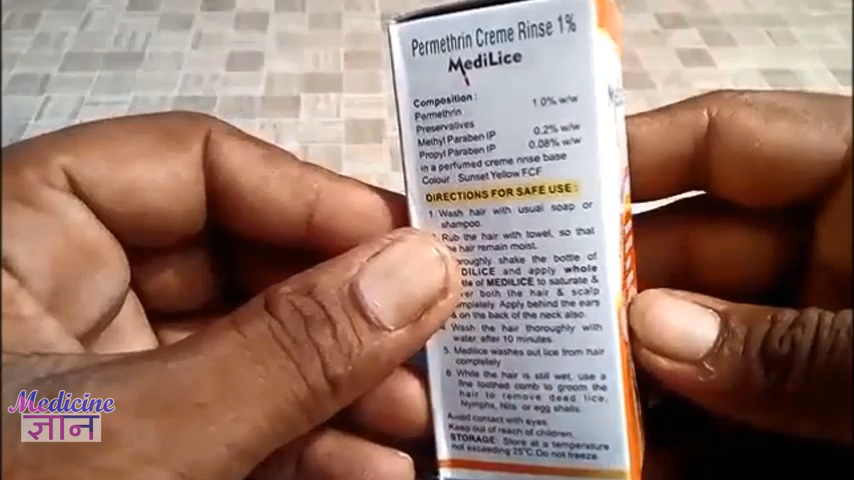 Permethrin Creme Rinse 1%
MediLice
Composition :
Permethrin 1.0% w/w
Preservatives
Methyl Paraben IP 0.2% w/w
Propyl Paraben IP 0.08% w/w
in a perfumed creme rinse base
Colour : Sunset Yellow FCF
DIRECTIONS FOR SAFE USE :
1. Wash hair with usual soap or
shampoo.
Rub the hair with towel, so that
hair remain moist.
shake the bottle of
and apply whole
of MEDILICE to saturate &
both the hair & scalp
Apply behind the ears
& on the back of the neck also.
4. Wash the hair thoroughly with
water, after 10 minutes.
5. Medilice washes out lice from hair
completely
6. While the hair is still wet, use a
fine toothed comb to groom the
hair to remove dead lice,
Nymphs, Nits or egg shells.
Avoid contact with eyes.
Keep out of reach of children.
STORAGE: Store at a temperature
not exceeding 25°C. Do not freeze.
Medicine
ज्ञान